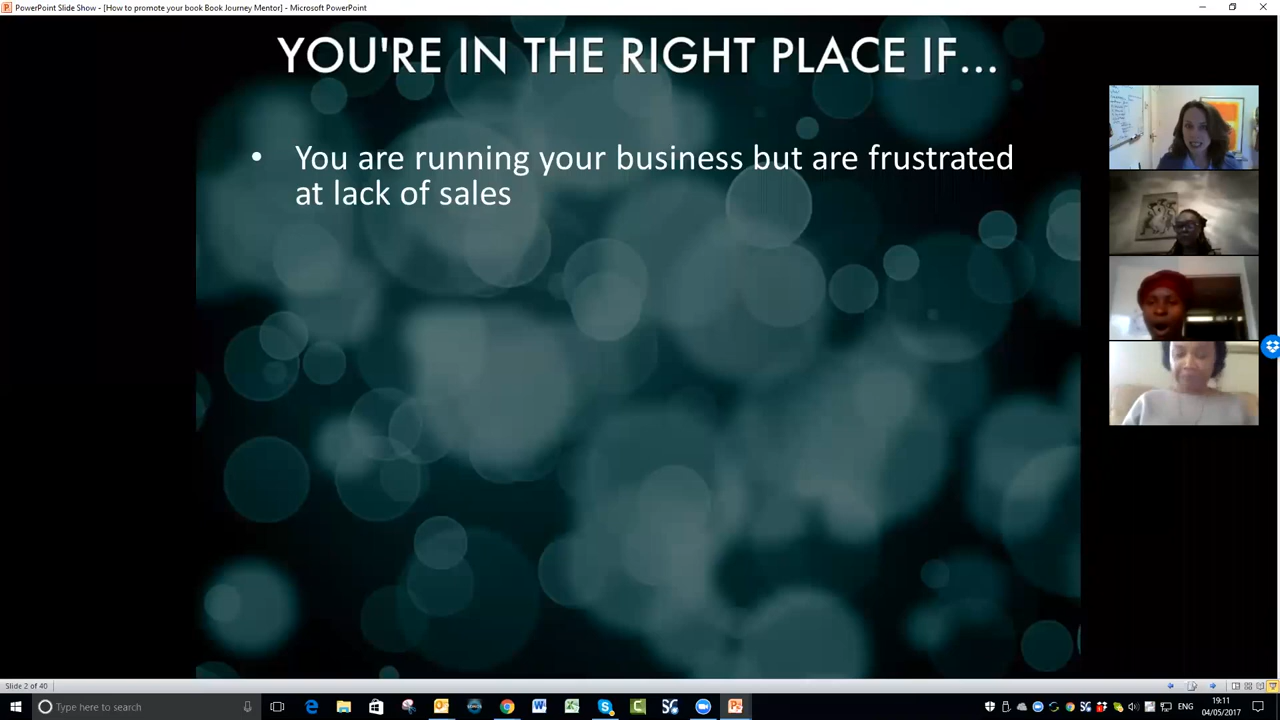 PowerPoint Slide Show - [How to promote your book Book Journey Mentor] - Microsoft PowerPoint
YOU'RE IN THE RIGHT PLACE IF...
• You are running your business but are frustrated
at lack of sales
Slide 2 of 40
Type here to search
ENG
19:11
04/05/2017